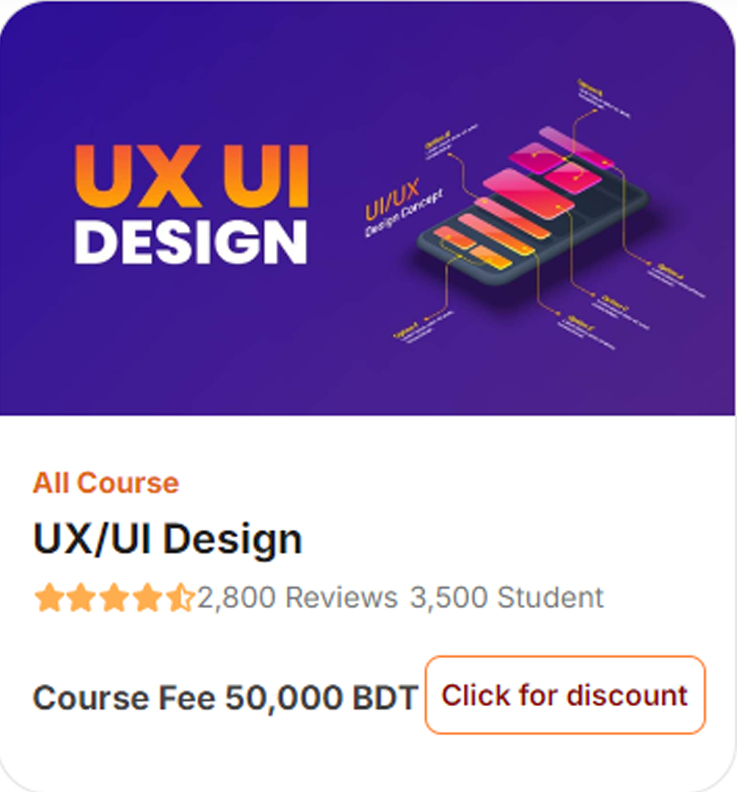 UX UI
DESIGN
UI/UX
Design Concept
All Course
UX/UI Design
2,800 Reviews 3,500 Student
Course Fee 50,000 BDT
Click for discount